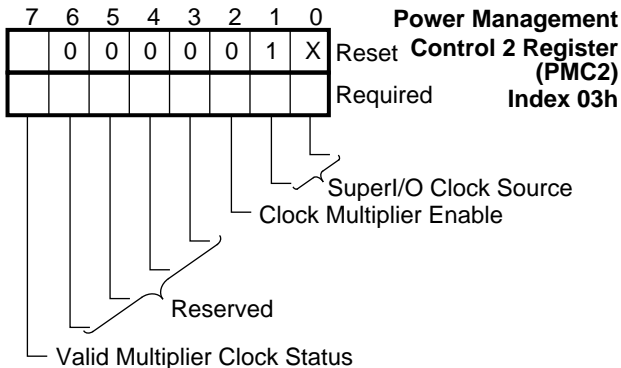 7 6 5 4 3 2 1 0
Power Management
Control 2 Register
(PMC2)
Index 03h
0 0 0 0 0 1 X Reset
Required
SuperI/O Clock Source
Clock Multiplier Enable
Reserved
Valid Multiplier Clock Status